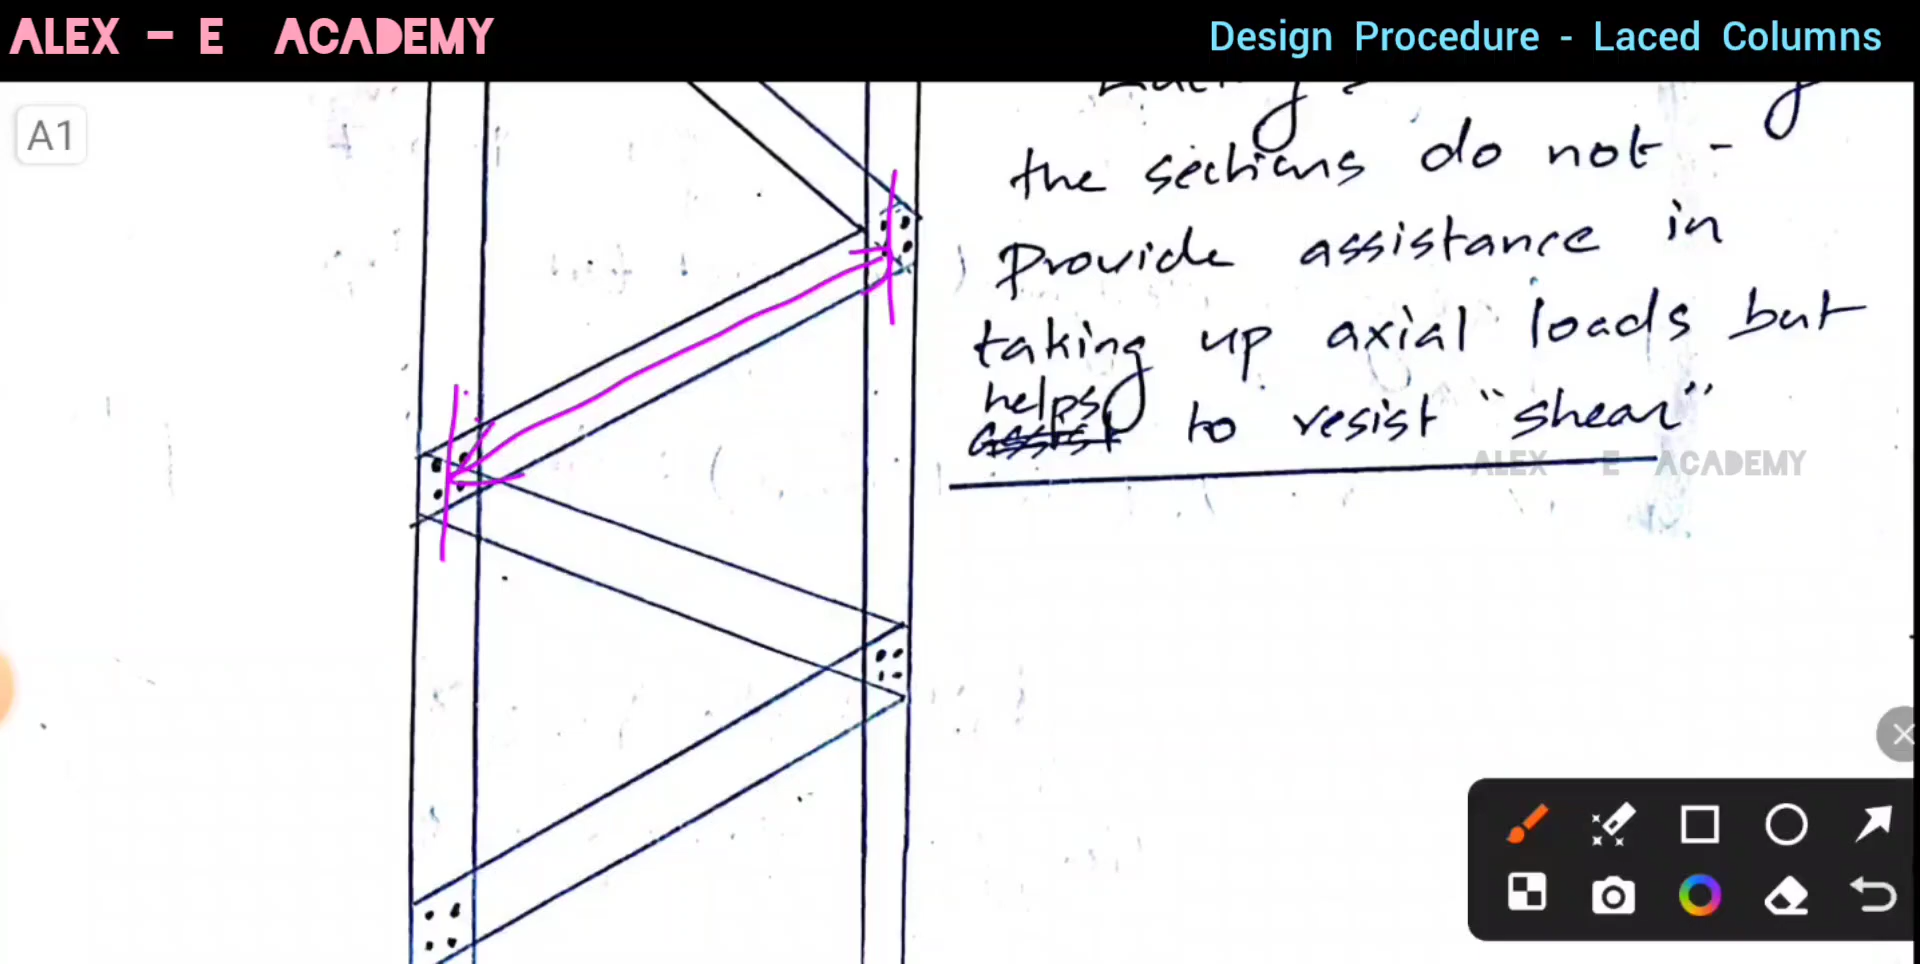 ALEX - E ACADEMY
Design Procedure - Laced Columns
A1
the sections do not -
Provide assistance in
taking up axial loads but
helps to resist "shear"
ALEX - E ACADEMY